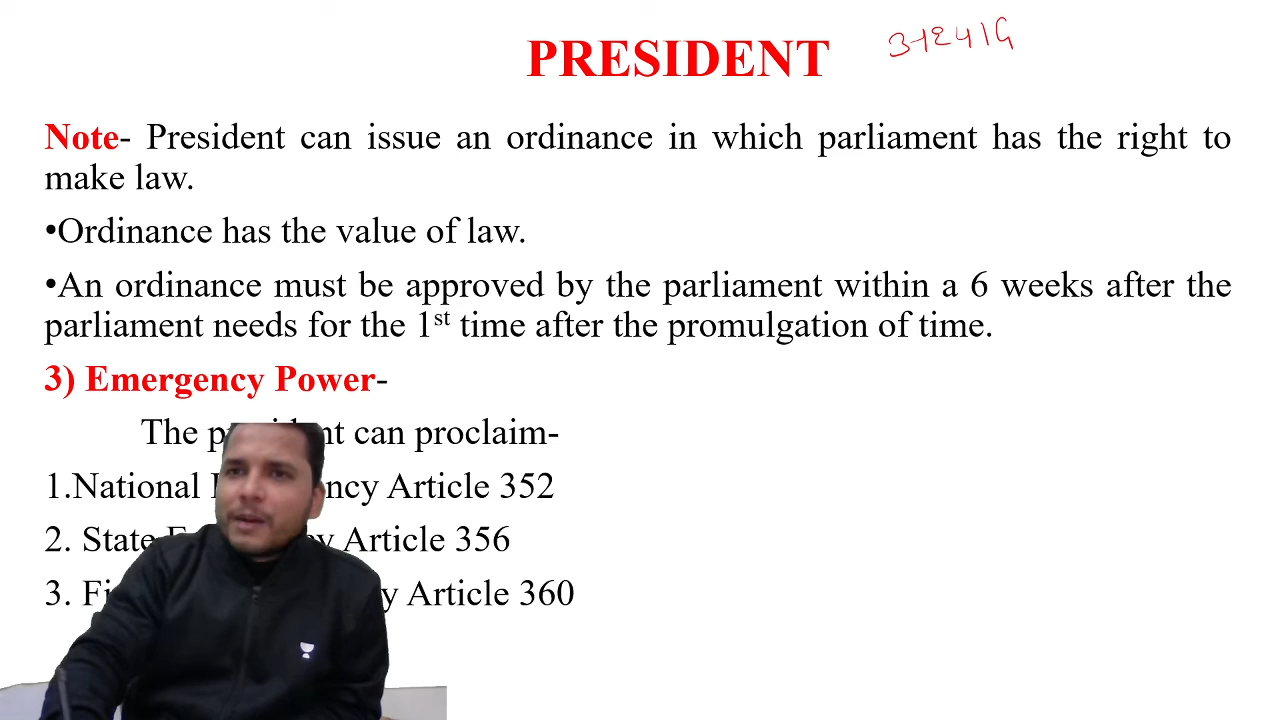 PRESIDENT
Note- President can issue an ordinance in which parliament has the right to
make law.
•Ordinance has the value of law.
•An ordinance must be approved by the parliament within a 6 weeks after the
parliament needs for the 1st time after the promulgation of time.
3) Emergency Power-
The can proclaim-
1.National Article 352
2. State Article 356
3. Article 360